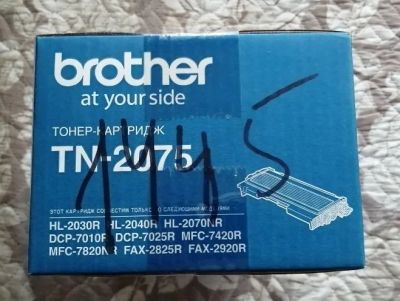 brother
at your side
ТОНЕР-КАРТРИДЖ
TN-2075
1445
ЭТОТ КАРТРИДЖ СОВМЕСТИМ ТОЛЬКО СО СЛЕДУЮЩИМИ МОДЕЛЯМИ:
HL-2030R HL-2040R HL-2070NR
DCP-7010R DCP-7025R MFC-7420R
MFC-7820NR FAX-2825R FAX-2920R